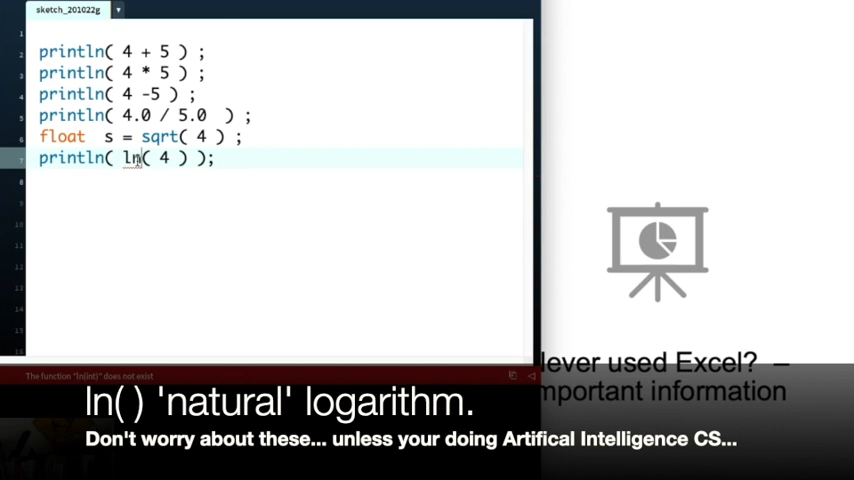 sketch_201022g
1
2 println( 4 + 5 ) ;
3 println( 4 * 5 ) ;
4 println( 4 -5 ) ;
5 println( 4.0 / 5.0 ) ;
6 float s = sqrt( 4 ) ;
7 println( ln( 4 ) );
8
9
10
11
12
13
14
The function "ln(int)" does not exist
lever used Excel? –
mportant information
ln( ) 'natural' logarithm.
Don't worry about these... unless your doing Artifical Intelligence CS...